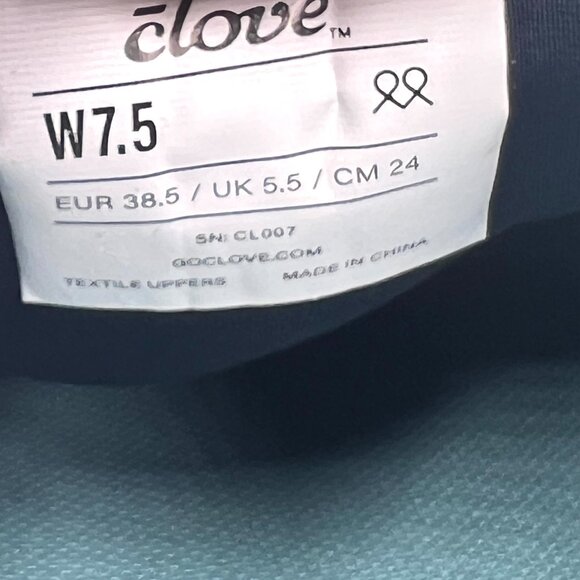 clove™
W7.5
EUR 38.5 / UK 5.5 / CM 24
SN: CL007
GOCLOVE.COM
TEXTILE UPPERS MADE IN CHINA